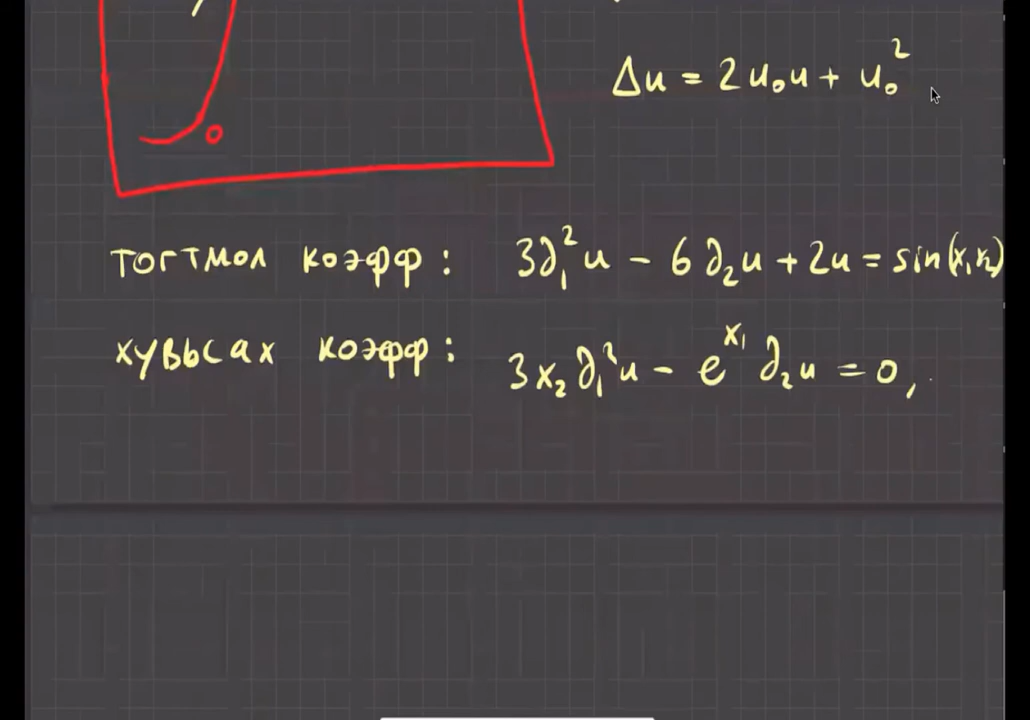 Δu = 2u₀u + u₀²
0
тогтмол коэфф : 3∂₁²u − 6∂₂u + 2u = sin(x₁x₂)
хувьсах коэфф : 3x₂∂₁²u − e^{x₁} ∂₂u = 0,